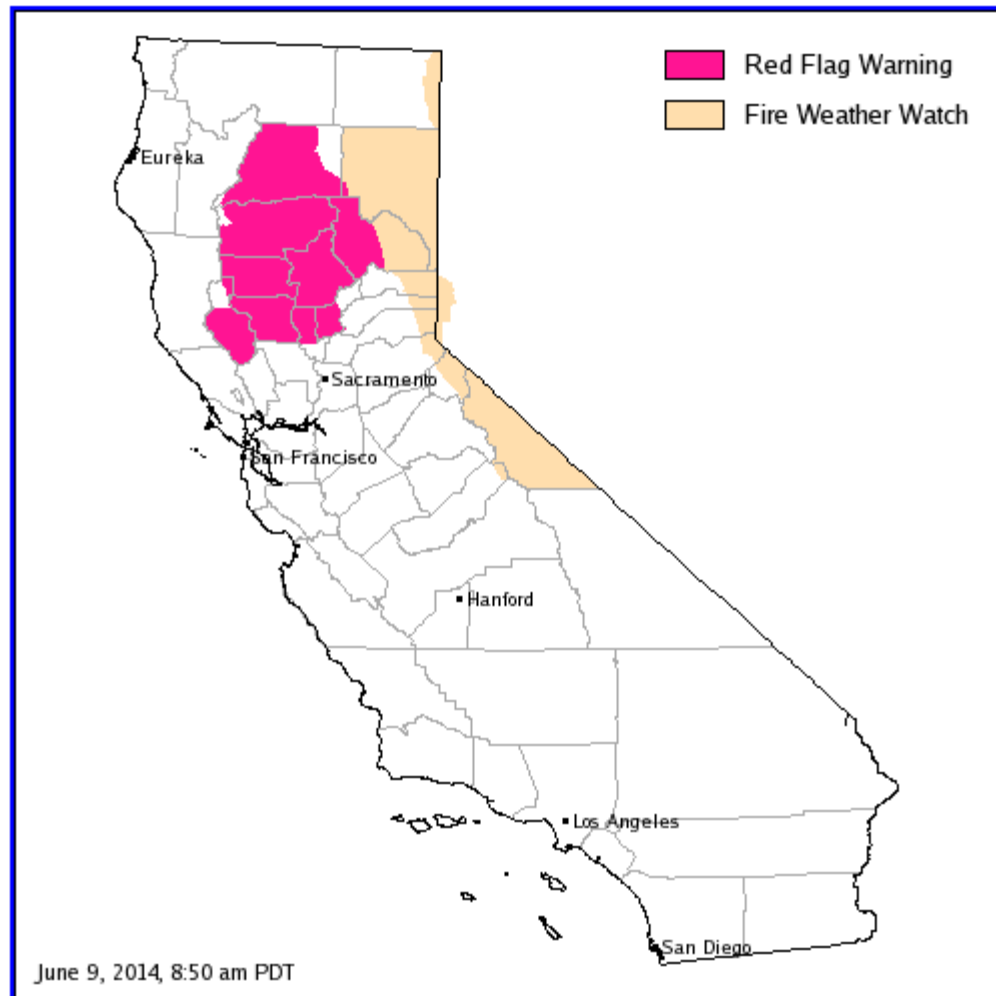 Red Flag Warning
Fire Weather Watch
Eureka
Sacramento
San Francisco
Hanford
Los Angeles
San Diego
June 9, 2014, 8:50 am PDT